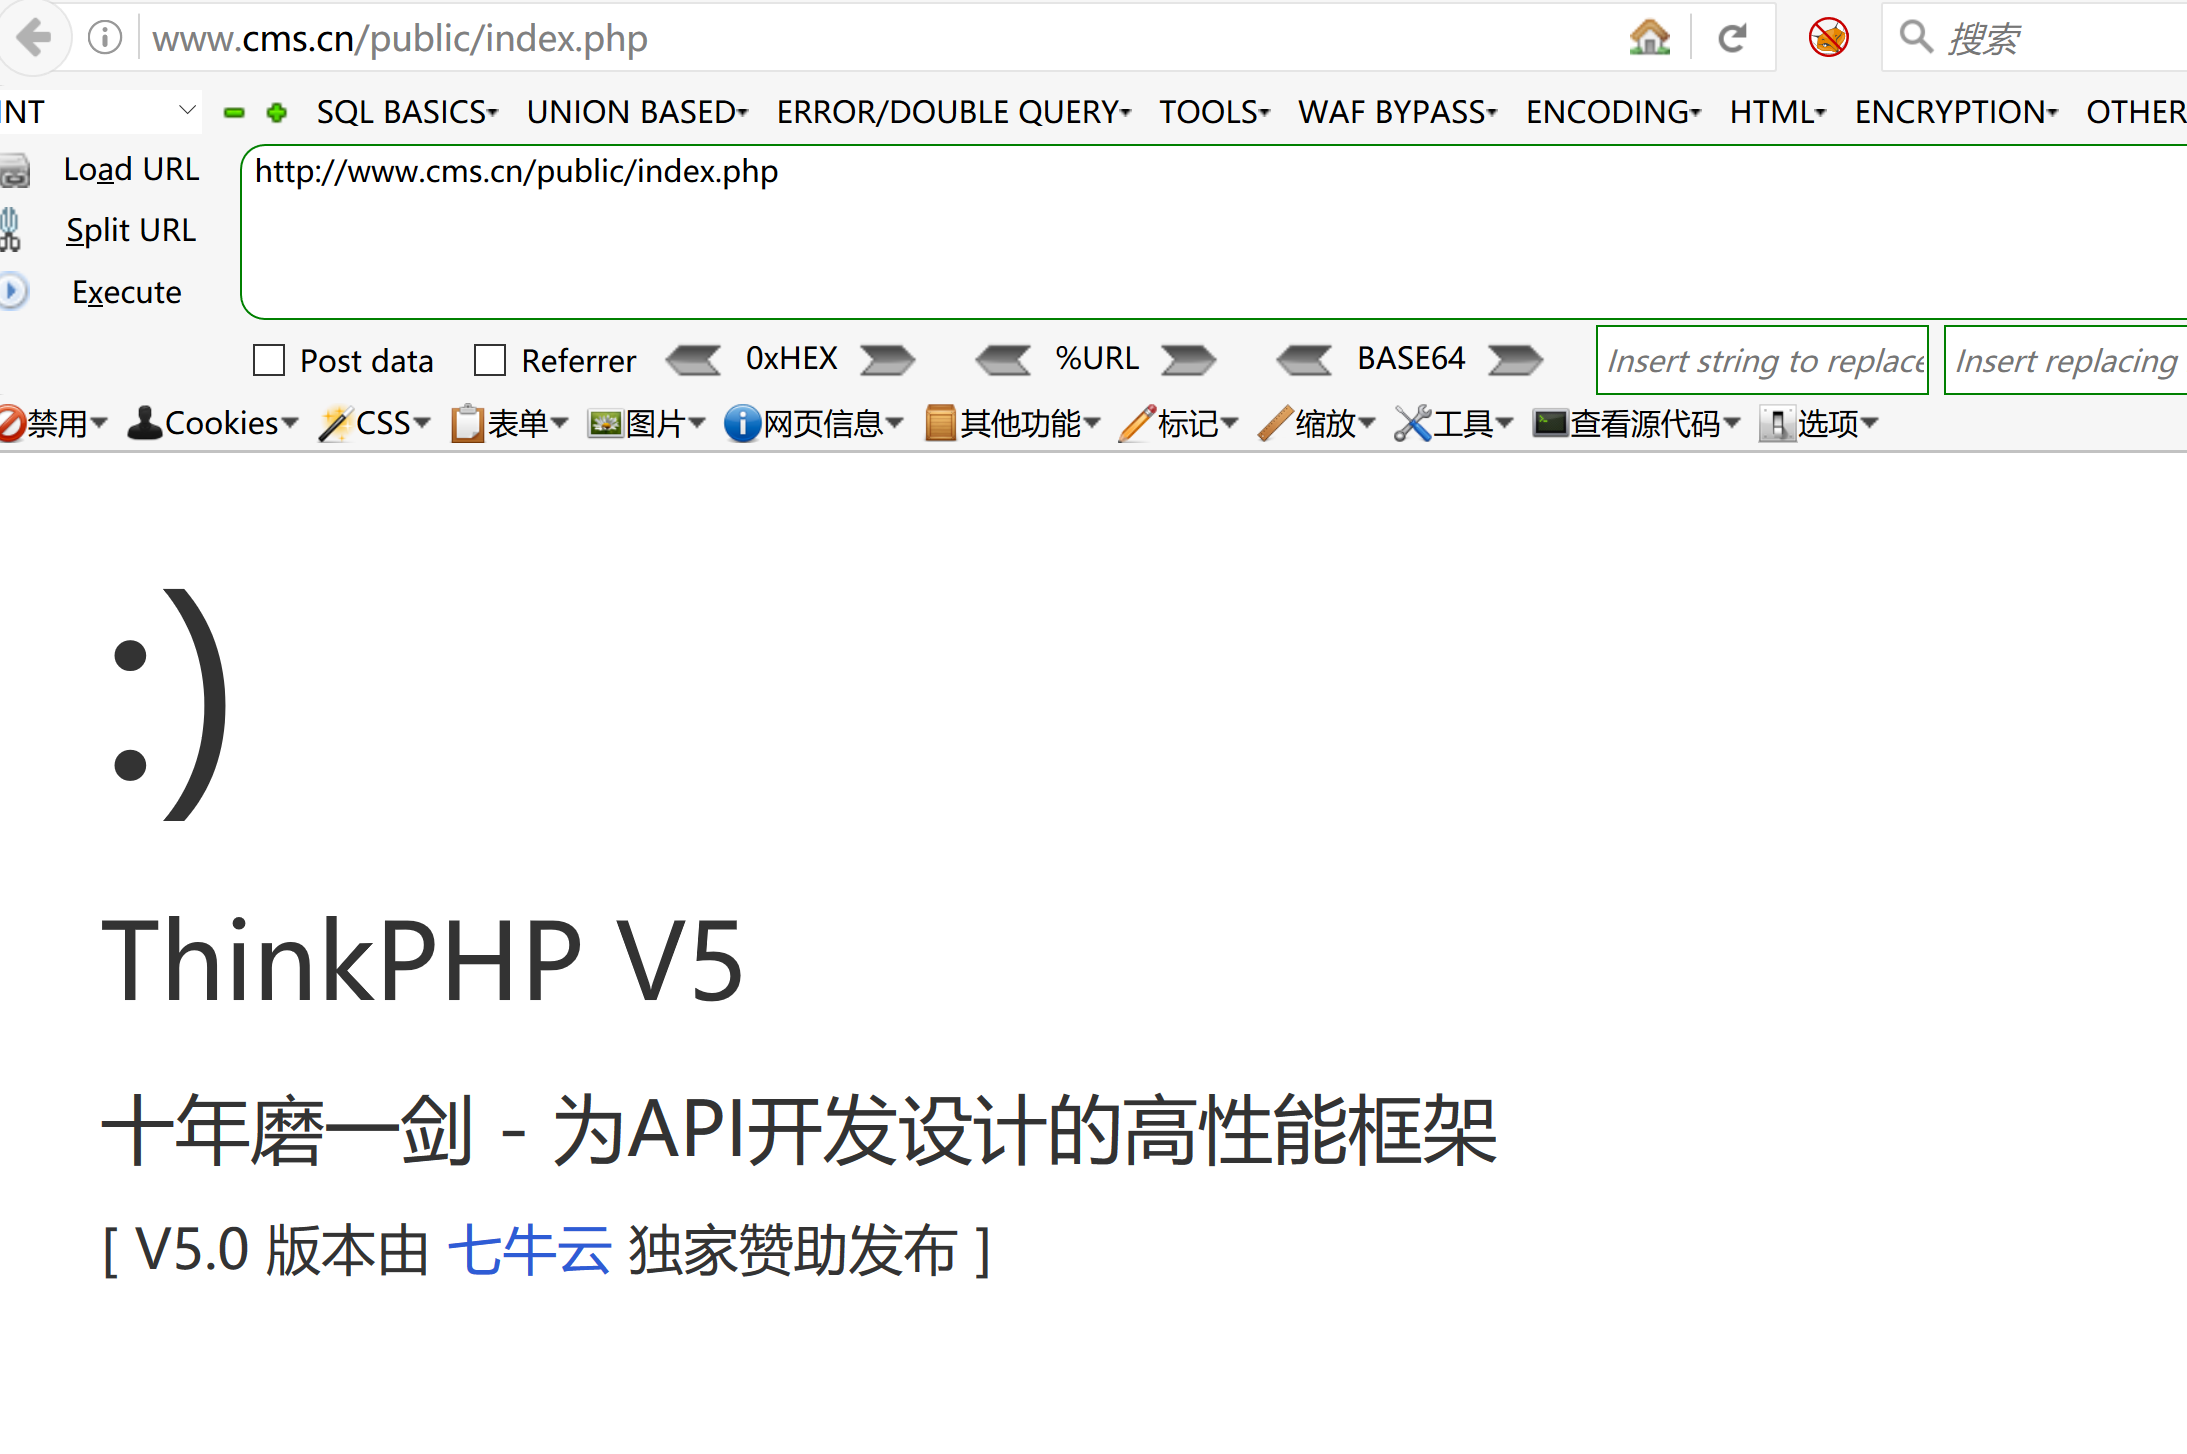 www.cms.cn/public/index.php
搜索
INT SQL BASICS UNION BASED ERROR/DOUBLE QUERY TOOLS WAF BYPASS ENCODING HTML ENCRYPTION OTHER
Load URL http://www.cms.cn/public/index.php
Split URL
Execute
Post data Referrer 0xHEX %URL BASE64 Insert string to replace Insert replacing
禁用 Cookies CSS 表单 图片 网页信息 其他功能 标记 缩放 工具 查看源代码 选项
:)
ThinkPHP V5
十年磨一剑 - 为API开发设计的高性能框架
[ V5.0 版本由 七牛云 独家赞助发布 ]